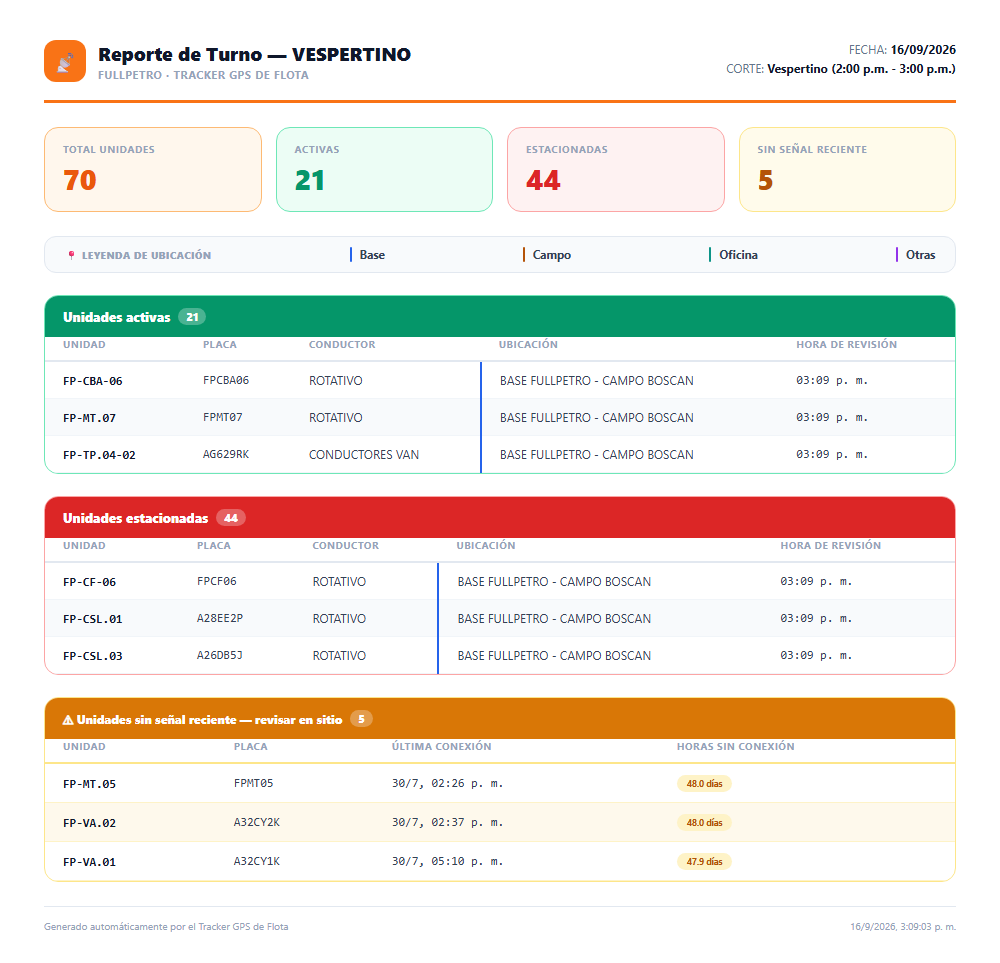 Reporte de Turno — VESPERTINO
FULLPETRO · TRACKER GPS DE FLOTA
FECHA: 16/09/2026
CORTE: Vespertino (2:00 p.m. - 3:00 p.m.)
TOTAL UNIDADES
70
ACTIVAS
21
ESTACIONADAS
44
SIN SEÑAL RECIENTE
5
LEYENDA DE UBICACIÓN Base Campo Oficina Otras
Unidades activas 21
UNIDAD PLACA CONDUCTOR UBICACIÓN HORA DE REVISIÓN
FP-CBA-06 FPCBA06 ROTATIVO BASE FULLPETRO - CAMPO BOSCAN 03:09 p. m.
FP-MT.07 FPMT07 ROTATIVO BASE FULLPETRO - CAMPO BOSCAN 03:09 p. m.
FP-TP.04-02 AG629RK CONDUCTORES VAN BASE FULLPETRO - CAMPO BOSCAN 03:09 p. m.
Unidades estacionadas 44
UNIDAD PLACA CONDUCTOR UBICACIÓN HORA DE REVISIÓN
FP-CF-06 FPCF06 ROTATIVO BASE FULLPETRO - CAMPO BOSCAN 03:09 p. m.
FP-CSL.01 A28EE2P ROTATIVO BASE FULLPETRO - CAMPO BOSCAN 03:09 p. m.
FP-CSL.03 A26DB5J ROTATIVO BASE FULLPETRO - CAMPO BOSCAN 03:09 p. m.
⚠ Unidades sin señal reciente — revisar en sitio 5
UNIDAD PLACA ÚLTIMA CONEXIÓN HORAS SIN CONEXIÓN
FP-MT.05 FPMT05 30/7, 02:26 p. m. 48.0 días
FP-VA.02 A32CY2K 30/7, 02:37 p. m. 48.0 días
FP-VA.01 A32CY1K 30/7, 05:10 p. m. 47.9 días
Generado automáticamente por el Tracker GPS de Flota 16/9/2026, 3:09:03 p. m.